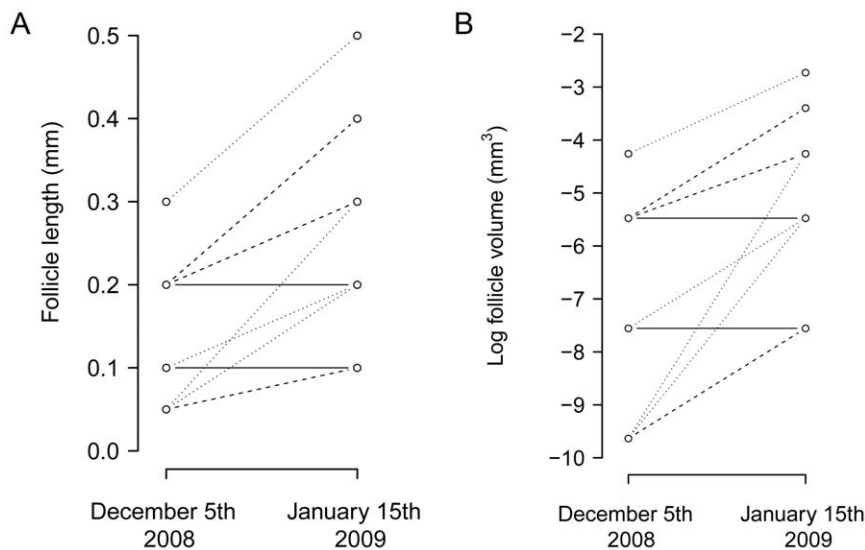 A
Follicle length (mm)
0.5
0.4
0.3
0.2
0.1
0.0
December 5th
2008
January 15th
2009
B
Log follicle volume (mm³)
−2
−3
−4
−5
−6
−7
−8
−9
−10
December 5th
2008
January 15th
2009